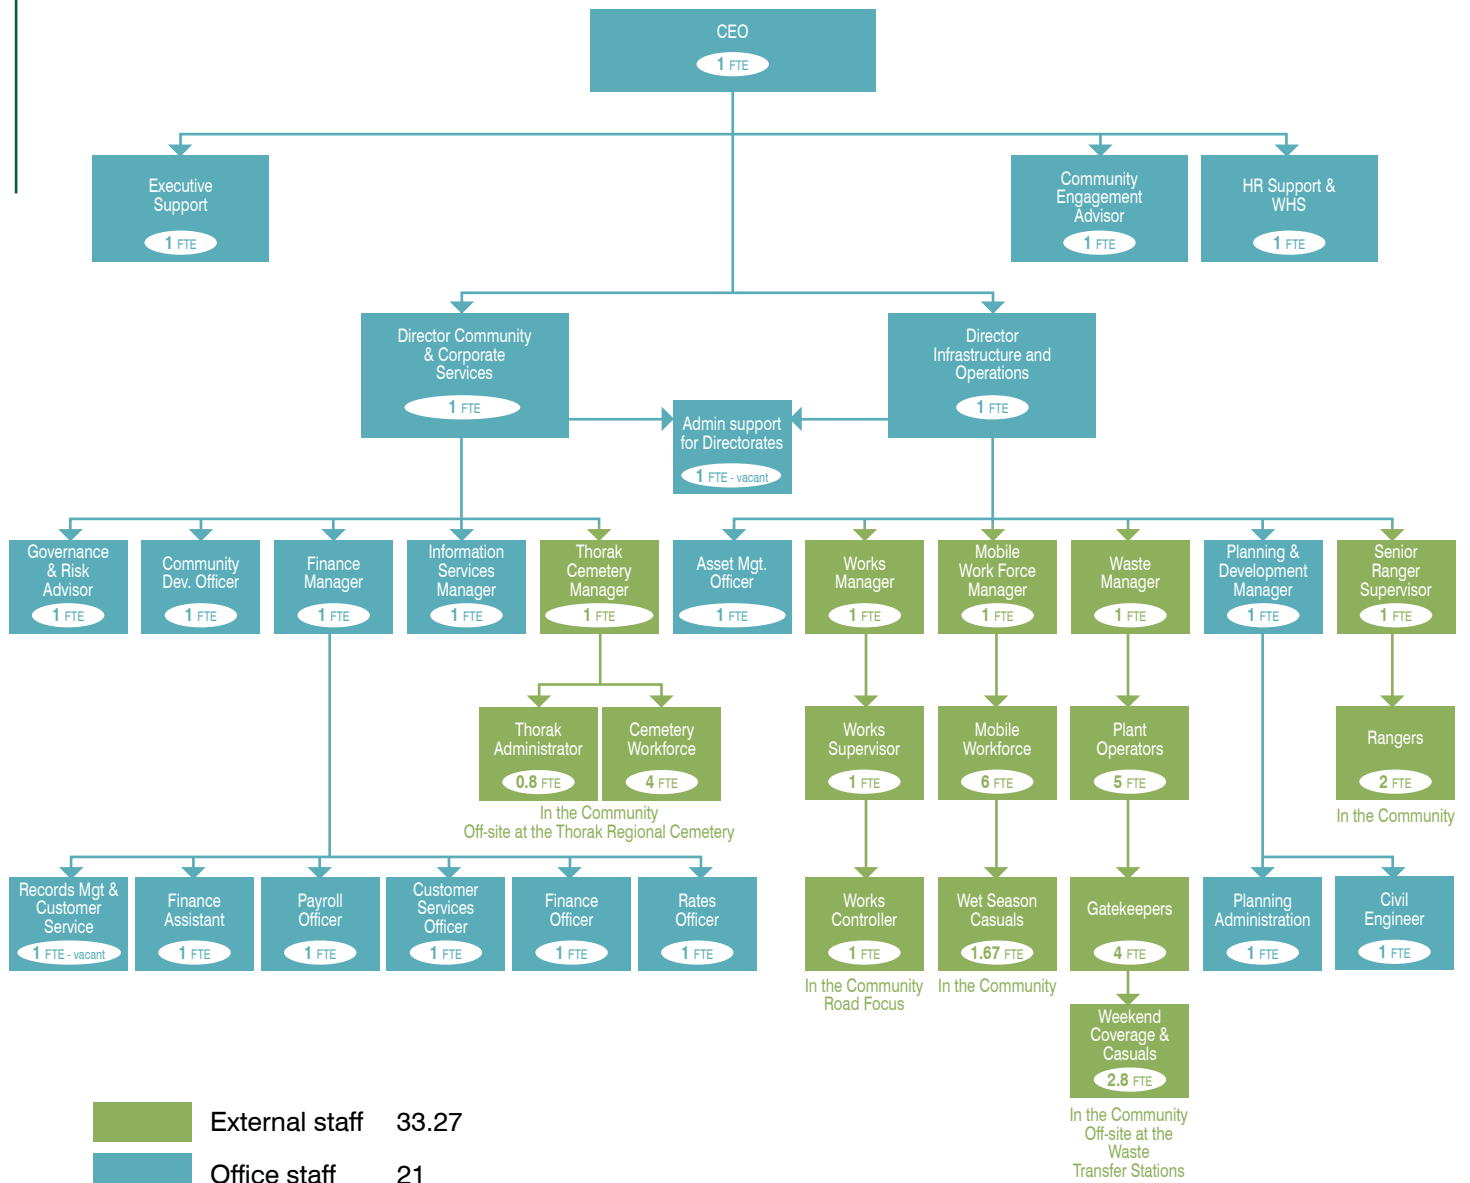 CEO
1 FTE
Executive
Support
1 FTE
Community
Engagement
Advisor
1 FTE
HR Support &
WHS
1 FTE
Director Community
& Corporate
Services
1 FTE
Director
Infrastructure and
Operations
1 FTE
Admin support
for Directorates
1 FTE - vacant
Governance
& Risk
Advisor
1 FTE
Community
Dev. Officer
1 FTE
Finance
Manager
1 FTE
Information
Services
Manager
1 FTE
Thorak
Cemetery
Manager
1 FTE
Asset Mgt.
Officer
1 FTE
Works
Manager
1 FTE
Mobile
Work Force
Manager
1 FTE
Waste
Manager
1 FTE
Planning &
Development
Manager
1 FTE
Senior
Ranger
Supervisor
1 FTE
Thorak
Administrator
0.8 FTE
Cemetery
Workforce
4 FTE
In the Community
Off-site at the Thorak Regional Cemetery
Works
Supervisor
1 FTE
Mobile
Workforce
6 FTE
Plant
Operators
5 FTE
Rangers
2 FTE
In the Community
Records Mgt &
Customer
Service
1 FTE - vacant
Finance
Assistant
1 FTE
Payroll
Officer
1 FTE
Customer
Services
Officer
1 FTE
Finance
Officer
1 FTE
Rates
Officer
1 FTE
Works
Controller
1 FTE
In the Community
Road Focus
Wet Season
Casuals
1.67 FTE
In the Community
Gatekeepers
4 FTE
Planning
Administration
1 FTE
Civil
Engineer
1 FTE
Weekend
Coverage &
Casuals
2.8 FTE
In the Community
Off-site at the
Waste
Transfer Stations
External staff 33.27
Office staff 21